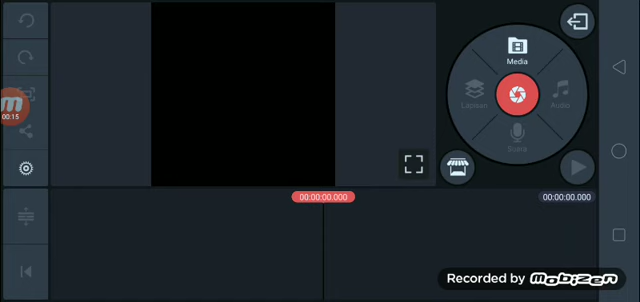 Media
Lapisan
Audio
Suara
00:15
00:00:00.000
00:00:00.000
Recorded by mobizen